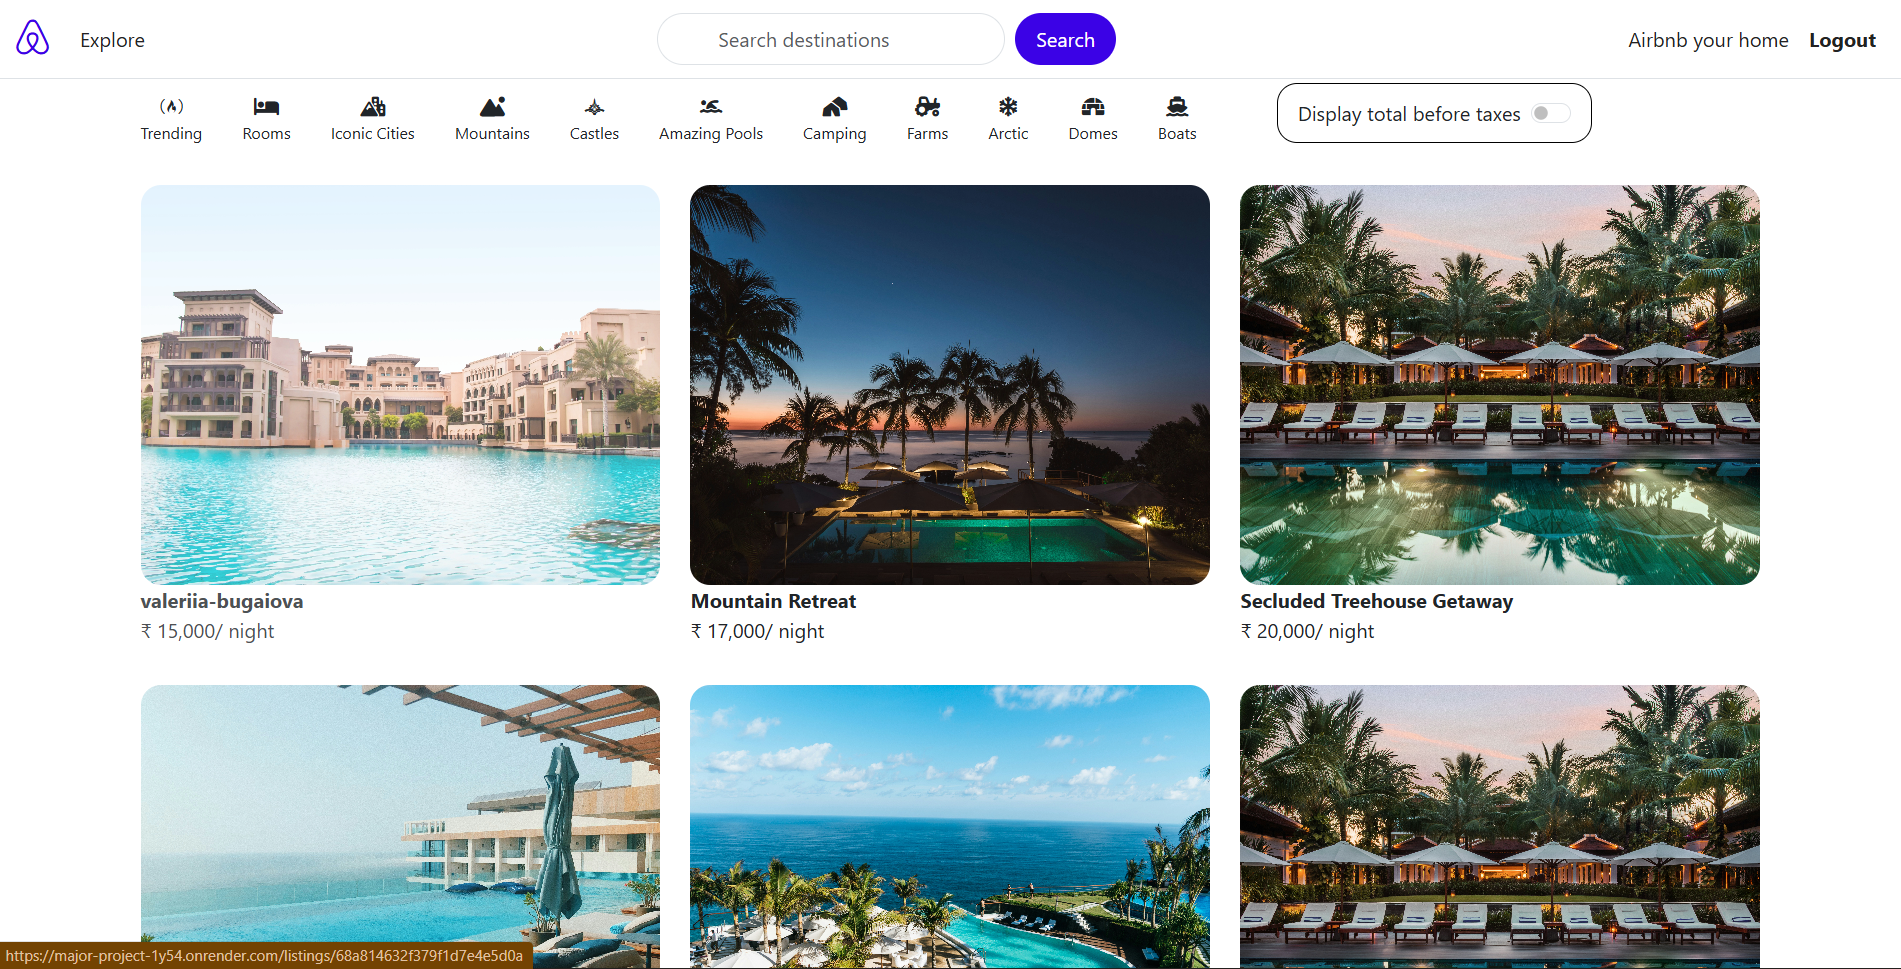 Explore
Search destinations
Search
Airbnb your home
Logout
Trending
Rooms
Iconic Cities
Mountains
Castles
Amazing Pools
Camping
Farms
Arctic
Domes
Boats
Display total before taxes
valeriia-bugaiova
₹ 15,000/ night
Mountain Retreat
₹ 17,000/ night
Secluded Treehouse Getaway
₹ 20,000/ night
https://major-project-1y54.onrender.com/listings/68a814632f379f1d7e4e5d0a